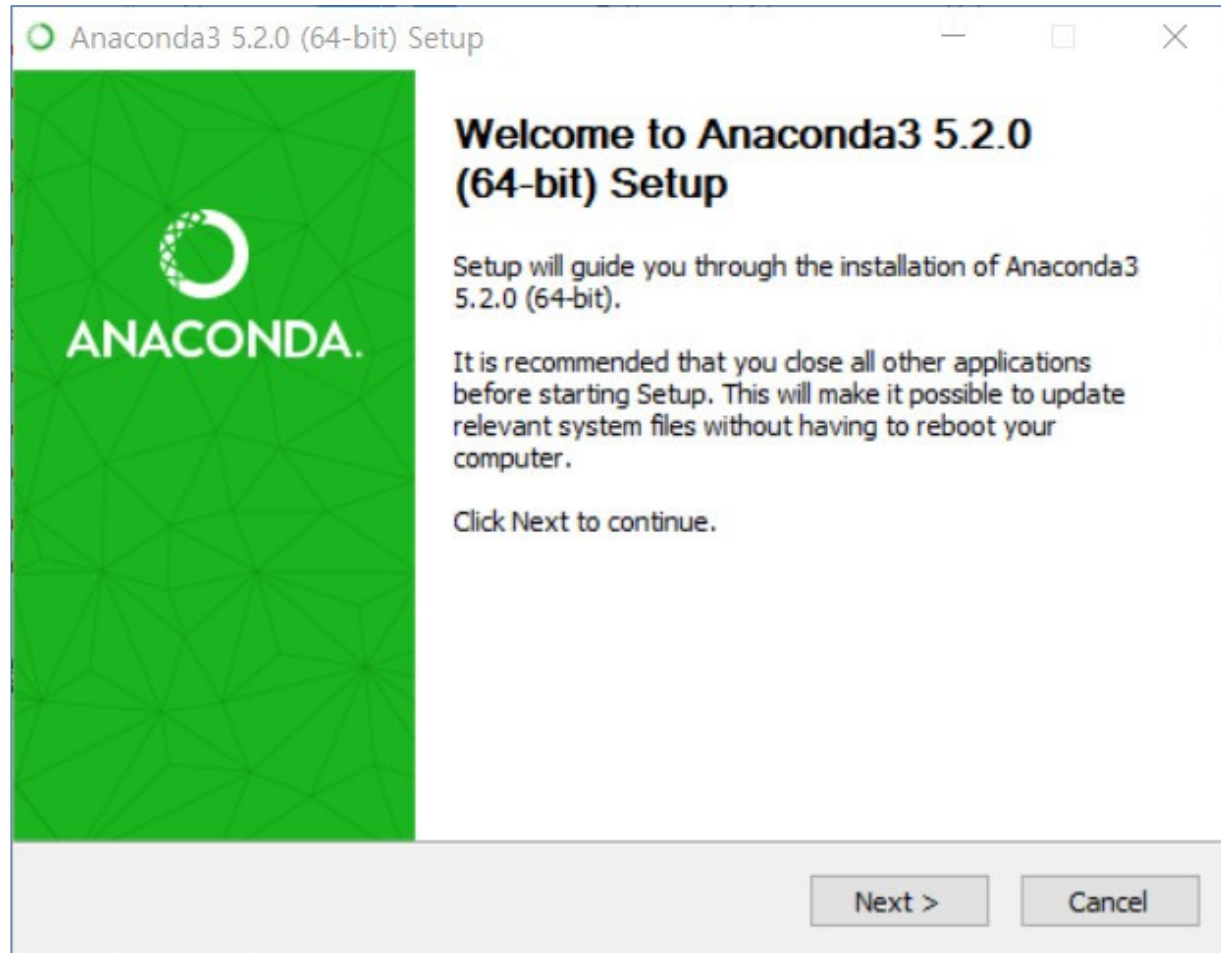 Anaconda3 5.2.0 (64-bit) Setup
ANACONDA.
Welcome to Anaconda3 5.2.0
(64-bit) Setup
Setup will guide you through the installation of Anaconda3
5.2.0 (64-bit).
It is recommended that you close all other applications
before starting Setup. This will make it possible to update
relevant system files without having to reboot your
computer.
Click Next to continue.
Next >
Cancel